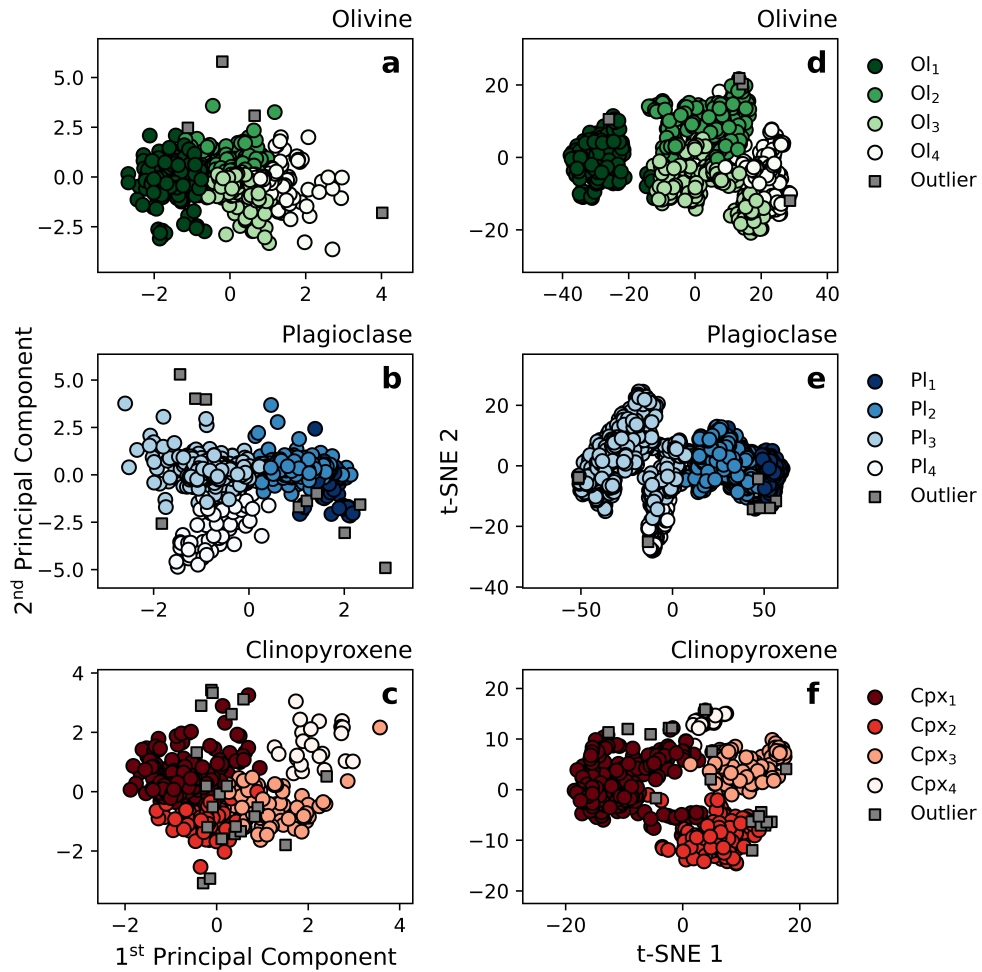 Olivine
a
5.0
2.5
0.0
−2.5
−2
0
2
4
Olivine
d
20
0
−20
−40
−20
0
20
40
Ol₁
Ol₂
Ol₃
Ol₄
Outlier
Plagioclase
b
5.0
2.5
0.0
−2.5
−5.0
−2
0
2
Plagioclase
e
20
0
−20
−40
−50
0
50
Pl₁
Pl₂
Pl₃
Pl₄
Outlier
2ⁿᵈ Principal Component
t-SNE 2
Clinopyroxene
c
4
2
0
−2
−2
0
2
4
1ˢᵗ Principal Component
Clinopyroxene
f
20
10
0
−10
−20
−20
0
20
t-SNE 1
Cpx₁
Cpx₂
Cpx₃
Cpx₄
Outlier